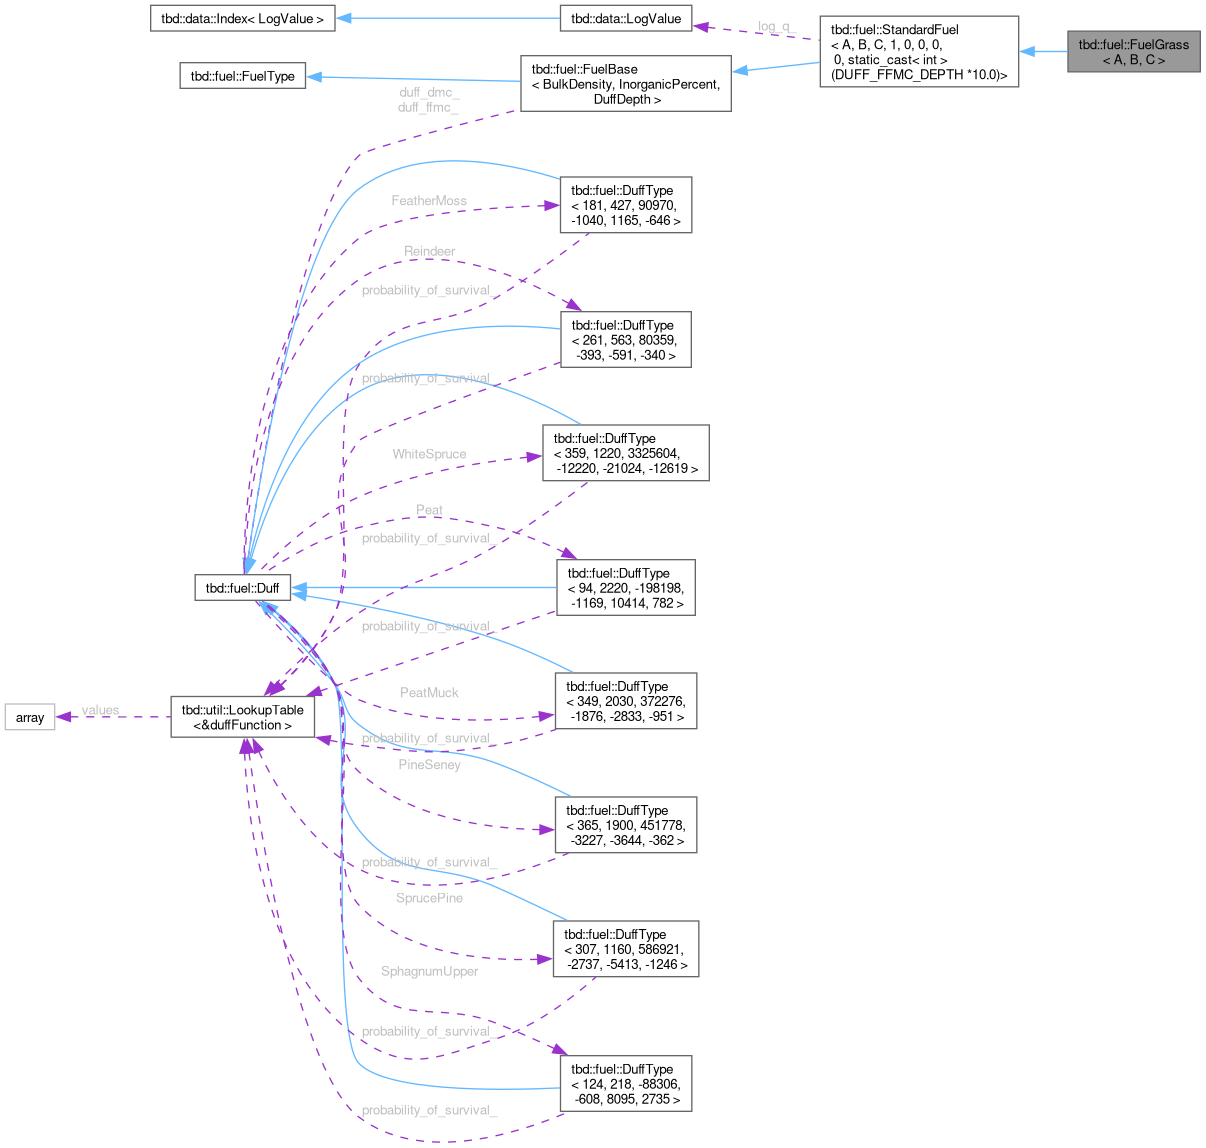 tbd::data::Index< LogValue >
tbd::data::LogValue
log_q_
tbd::fuel::StandardFuel
< A, B, C, 1, 0, 0, 0,
0, static_cast< int >
(DUFF_FFMC_DEPTH *10.0)>
tbd::fuel::FuelGrass
< A, B, C >
tbd::fuel::FuelType
tbd::fuel::FuelBase
< BulkDensity, InorganicPercent,
DuffDepth >
duff_dmc_
duff_ffmc_
tbd::fuel::DuffType
< 181, 427, 90970,
-1040, 1165, -646 >
FeatherMoss
Reindeer
probability_of_survival_
tbd::fuel::DuffType
< 261, 563, 80359,
-393, -591, -340 >
probability_of_survival_
tbd::fuel::DuffType
< 359, 1220, 3325604,
-12220, -21024, -12619 >
WhiteSpruce
Peat
probability_of_survival_
tbd::fuel::DuffType
< 94, 2220, -198198,
-1169, 10414, 782 >
tbd::fuel::Duff
probability_of_survival_
tbd::fuel::DuffType
< 349, 2030, 372276,
-1876, -2833, -951 >
PeatMuck
array
values
tbd::util::LookupTable
<&duffFunction >
probability_of_survival_
PineSeney
tbd::fuel::DuffType
< 365, 1900, 451778,
-3227, -3644, -362 >
probability_of_survival_
SprucePine
tbd::fuel::DuffType
< 307, 1160, 586921,
-2737, -5413, -1246 >
SphagnumUpper
probability_of_survival_
tbd::fuel::DuffType
< 124, 218, -88306,
-608, 8095, 2735 >
probability_of_survival_